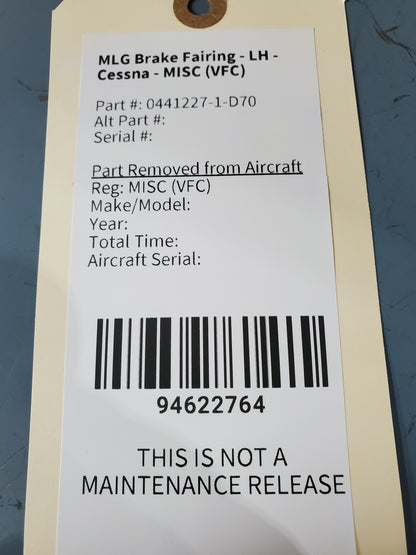 MLG Brake Fairing - LH -
Cessna - MISC (VFC)
Part #: 0441227-1-D70
Alt Part #:
Serial #:
Part Removed from Aircraft
Reg: MISC (VFC)
Make/Model:
Year:
Total Time:
Aircraft Serial:
94622764
THIS IS NOT A
MAINTENANCE RELEASE